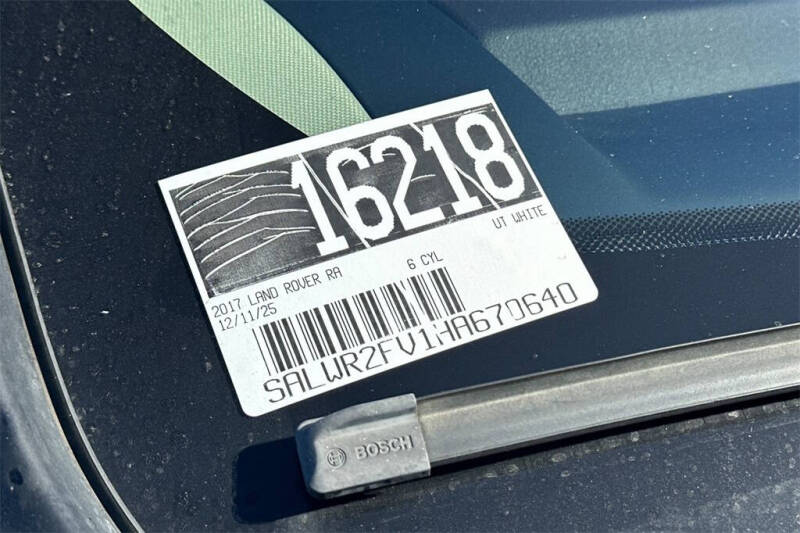 16218
UT WHITE
2017 LAND ROVER RA 6 CYL
12/11/25
SALWR2FV1HA670640
BOSCH